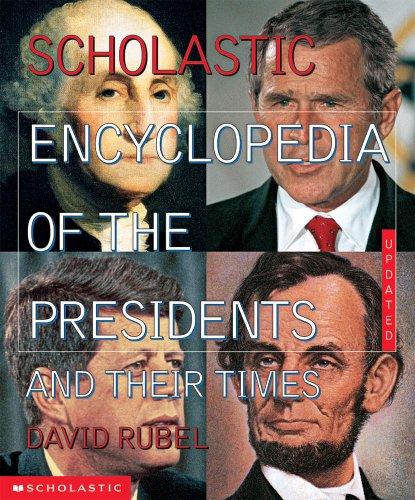 SCHOLASTIC
ENCYCLOPEDIA
OF THE
PRESIDENTS
UPDATED
AND THEIR TIMES
DAVID RUBEL
SCHOLASTIC